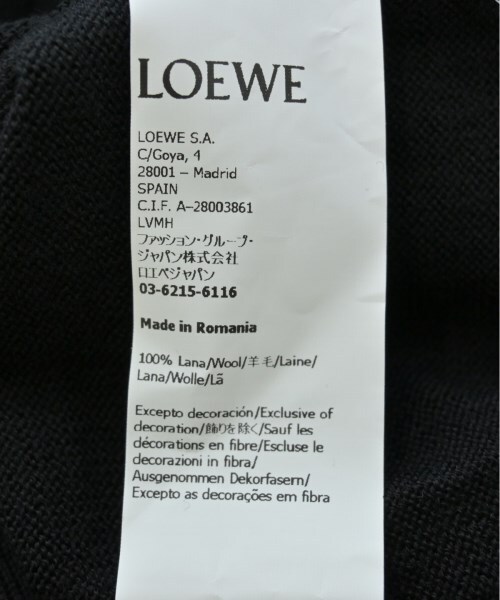 LOEWE
LOEWE S.A.
C/Goya, 4
28001 – Madrid
SPAIN
C.I.F. A-28003861
LVMH
ファッション・グループ・
ジャパン株式会社
ロエベジャパン
03-6215-6116
Made in Romania
100% Lana/Wool/羊毛/Laine/
Lana/Wolle/Lã
Excepto decoración/Exclusive of
decoration/飾りを除く/Sauf les
décorations en fibre/Escluse le
decorazioni in fibra/
Ausgenommen Dekorfasern/
Excepto as decorações em fibra